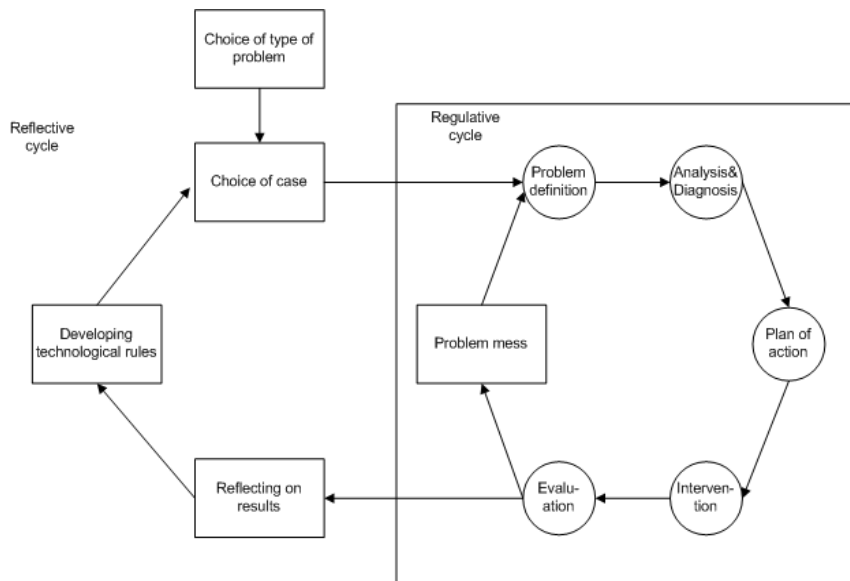 Choice of type of
problem
Reflective
cycle
Regulative
cycle
Choice of case
Problem
definition
Analysis&
Diagnosis
Developing
technological rules
Problem mess
Plan of
action
Reflecting on
results
Evalu-
ation
Interven-
tion